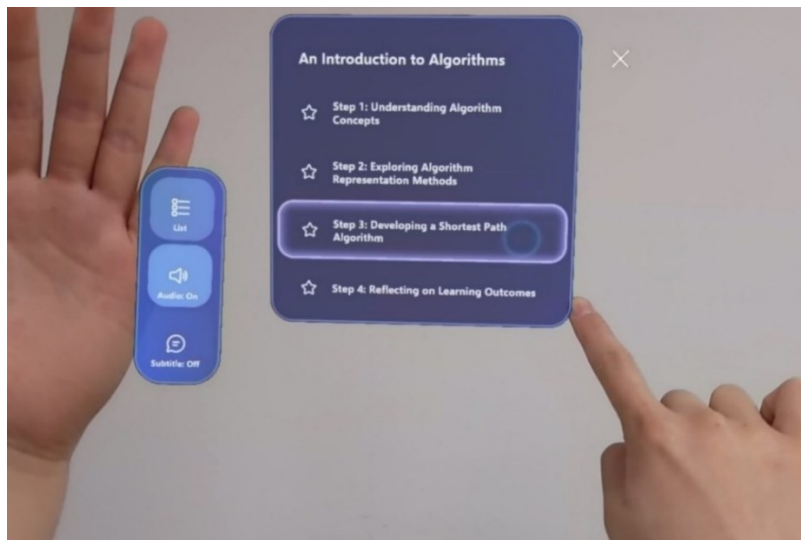 An Introduction to Algorithms
Step 1: Understanding Algorithm
Concepts
Step 2: Exploring Algorithm
Representation Methods
Step 3: Developing a Shortest Path
Algorithm
Step 4: Reflecting on Learning Outcomes
List
Audio: On
Subtitle: Off